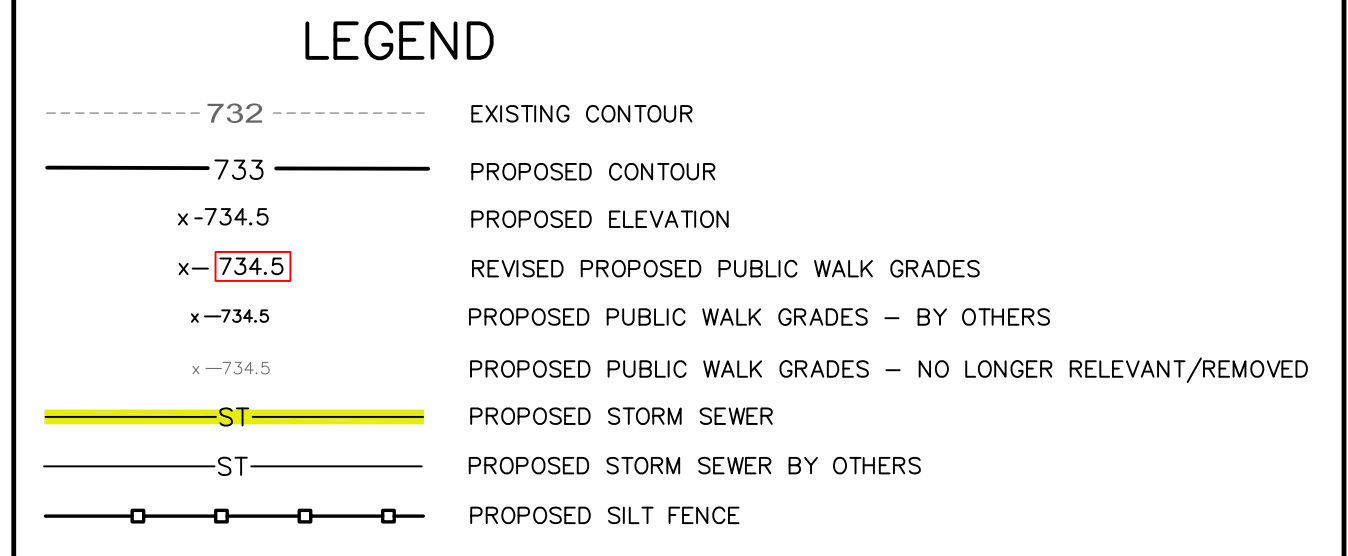 LEGEND
732 EXISTING CONTOUR
733 PROPOSED CONTOUR
x -734.5 PROPOSED ELEVATION
x— 734.5 REVISED PROPOSED PUBLIC WALK GRADES
x —734.5 PROPOSED PUBLIC WALK GRADES — BY OTHERS
x —734.5 PROPOSED PUBLIC WALK GRADES — NO LONGER RELEVANT/REMOVED
ST PROPOSED STORM SEWER
ST PROPOSED STORM SEWER BY OTHERS
PROPOSED SILT FENCE